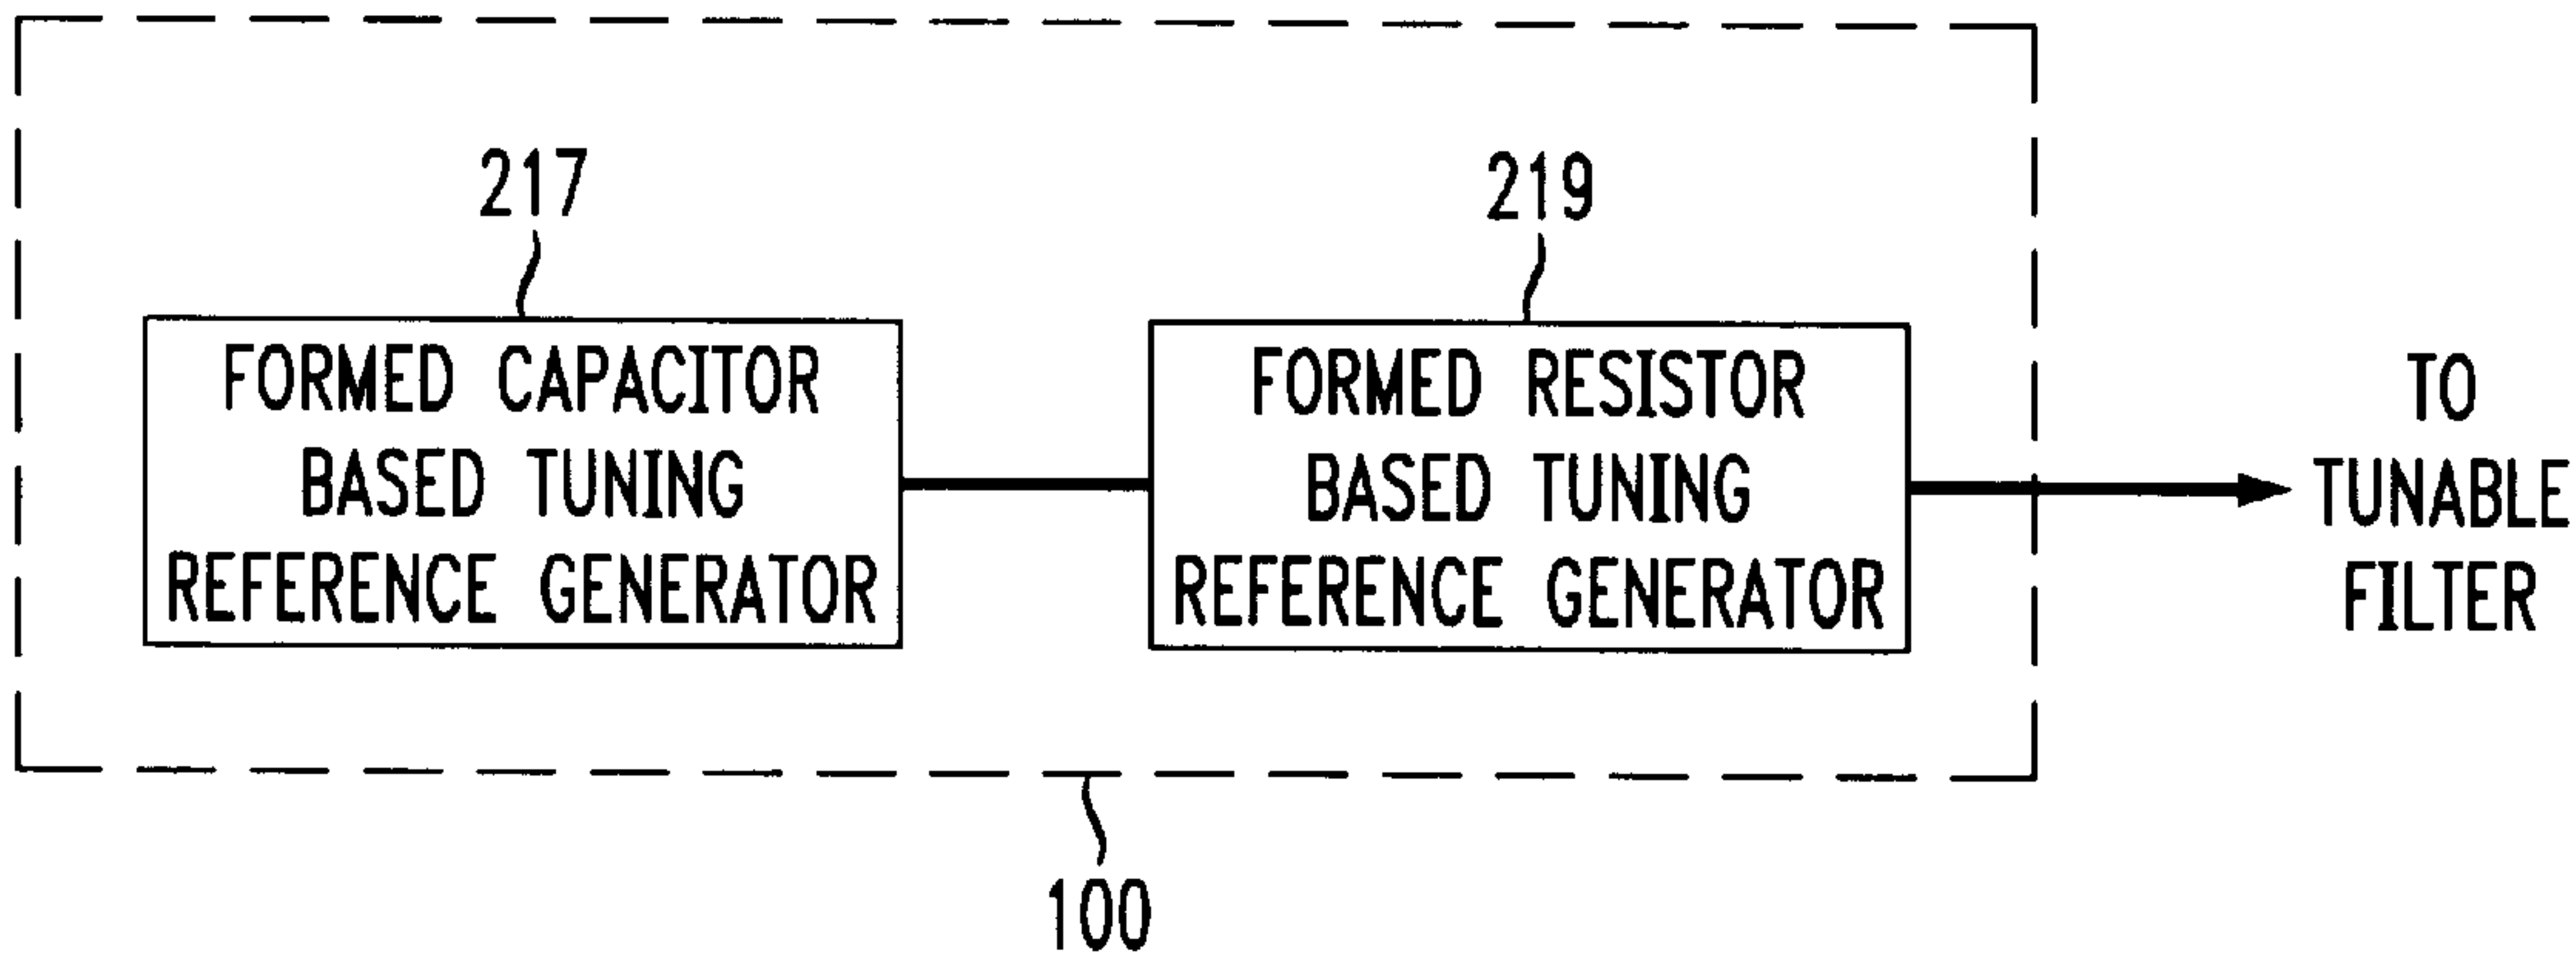 217
219
FORMED CAPACITOR
BASED TUNING
REFERENCE GENERATOR
FORMED RESISTOR
BASED TUNING
REFERENCE GENERATOR
TO
TUNABLE
FILTER
100